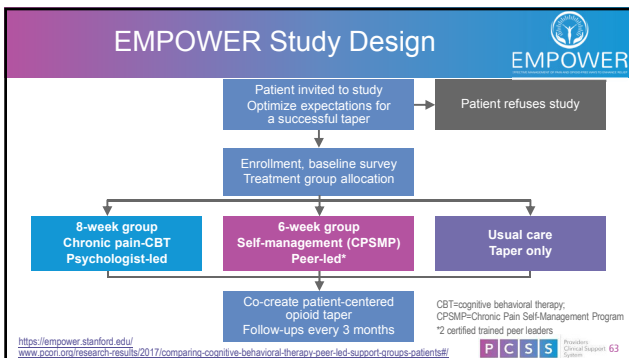 EMPOWER Study Design
EMPOWER
Patient invited to study
Optimize expectations for
a successful taper
Patient refuses study
Enrollment, baseline survey
Treatment group allocation
8-week group
Chronic pain-CBT
Psychologist-led
6-week group
Self-management (CPSMP)
Peer-led*
Usual care
Taper only
Co-create patient-centered
opioid taper
Follow-ups every 3 months
CBT=cognitive behavioral therapy;
CPSMP=Chronic Pain Self-Management Program
*2 certified trained peer leaders
https://empower.stanford.edu/
www.pcori.org/research-results/2017/comparing-cognitive-behavioral-therapy-peer-led-support-groups-patients#/
PCSS
Providers
Clinical Support
System
63